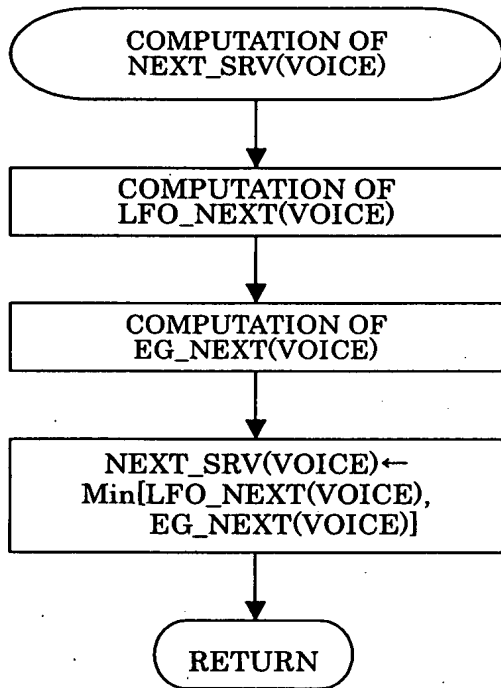 COMPUTATION OF
NEXT_SRV(VOICE)
COMPUTATION OF
LFO_NEXT(VOICE)
COMPUTATION OF
EG_NEXT(VOICE)
NEXT_SRV(VOICE)←
Min[LFO_NEXT(VOICE),
EG_NEXT(VOICE)]
RETURN